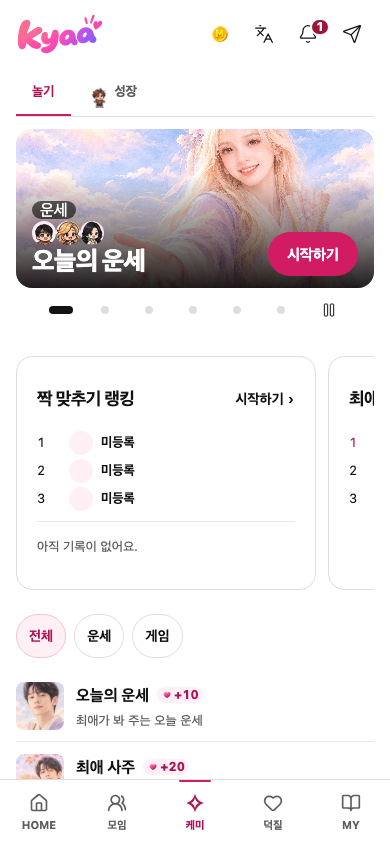 Kyaa
1
놀기
성장
운세
오늘의 운세
시작하기
짝 맞추기 랭킹
시작하기 ›
1 미등록
2 미등록
3 미등록
아직 기록이 없어요.
최애
1
2
3
전체
운세
게임
오늘의 운세 +10
최애가 봐 주는 오늘 운세
최애 사주 +20
HOME
모임
케미
덕질
MY